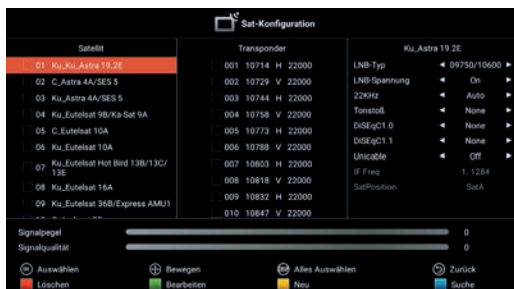 Sat-Konfiguration
Satellit
01 Ku_Ku_Astra 19.2E
02 C_Astra 4A/SES 5
03 Ku_Astra 4A/SES 5
04 Ku_Eutelsat 9B/Ka-Sat 9A
05 C_Eutelsat 10A
06 Ku_Eutelsat 10A
07 Ku_Eutelsat Hot Bird 13B/13C/
13E
08 Ku_Eutelsat 16A
09 Ku_Eutelsat 36B/Express AMU1
Transponder
001 10714 H 22000
002 10729 V 22000
003 10744 H 22000
004 10758 V 22000
005 10773 H 22000
006 10788 V 22000
007 10803 H 22000
008 10818 V 22000
009 10832 H 22000
010 10847 V 22000
Ku_Astra 19.2E
LNB-Typ 09750/10600
LNB-Spannung On
22KHz Auto
Tonstoß None
DiSEqC1.0 None
DiSEqC1.1 None
Unicable Off
IF Freq 1. 1284
SatPosition SatA
Signalpegel 0
Signalqualität 0
OK Auswählen Bewegen Alles Auswählen Zurück
Löschen Bearbeiten Neu Suche